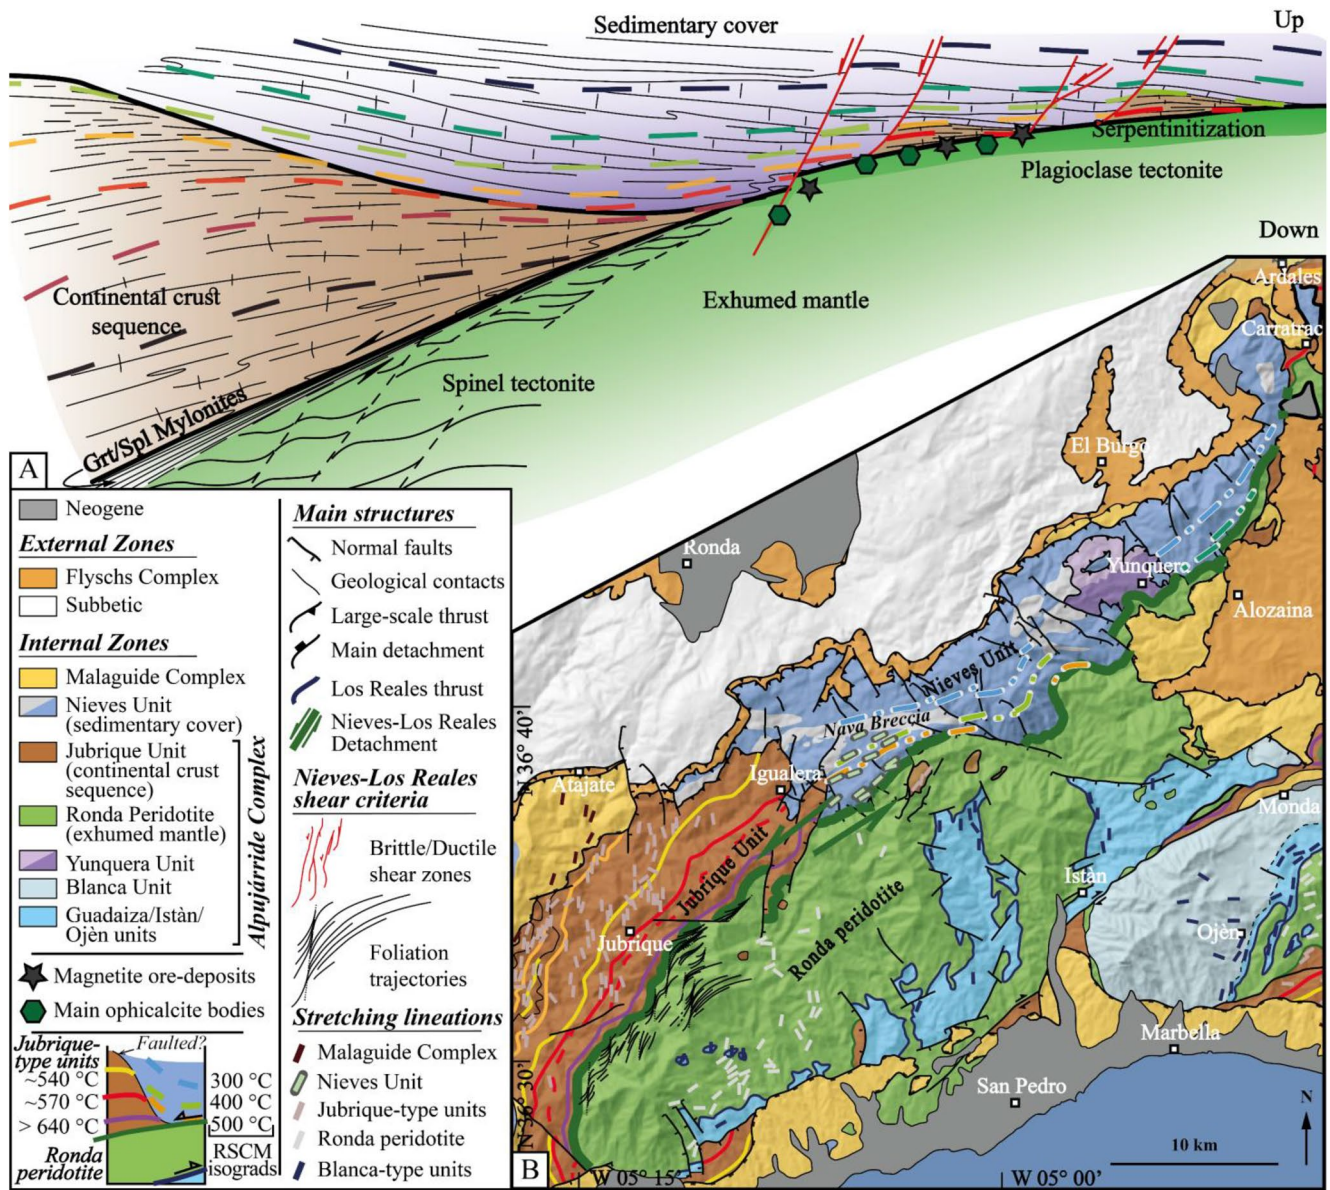 Sedimentary cover
Up
Serpentinitization
Plagioclase tectonite
Down
Exhumed mantle
Continental crust
sequence
Spinel tectonite
Grt/Spl Mylonites
A
Neogene
External Zones
Flyschs Complex
Subbetic
Internal Zones
Malaguide Complex
Nieves Unit
(sedimentary cover)
Jubrique Unit
(continental crust
sequence)
Ronda Peridotite
(exhumed mantle)
Yunquera Unit
Blanca Unit
Guadaiza/Istàn/
Ojèn units
Alpujárride Complex
Magnetite ore-deposits
Main ophicalcite bodies
Jubrique-
type units
Faulted?
~540 °C
~570 °C
> 640 °C
300 °C
400 °C
500 °C
Ronda
peridotite
RSCM
isograds
Main structures
Normal faults
Geological contacts
Large-scale thrust
Main detachment
Los Reales thrust
Nieves-Los Reales
Detachment
Nieves-Los Reales
shear criteria
Brittle/Ductile
shear zones
Foliation
trajectories
Stretching lineations
Malaguide Complex
Nieves Unit
Jubrique-type units
Ronda peridotite
Blanca-type units
Ardales
Carratrac
El Burgo
Ronda
Yunquera
Alozaina
Nieves Unit
Nava Breccia
N 36° 40'
Atajate
Igualera
Monda
Jubrique Unit
Istàn
Jubrique
Ronda peridotite
Ojèn
Marbella
San Pedro
N 36° 30'
N
10 km
B
W 05° 15'
W 05° 00'